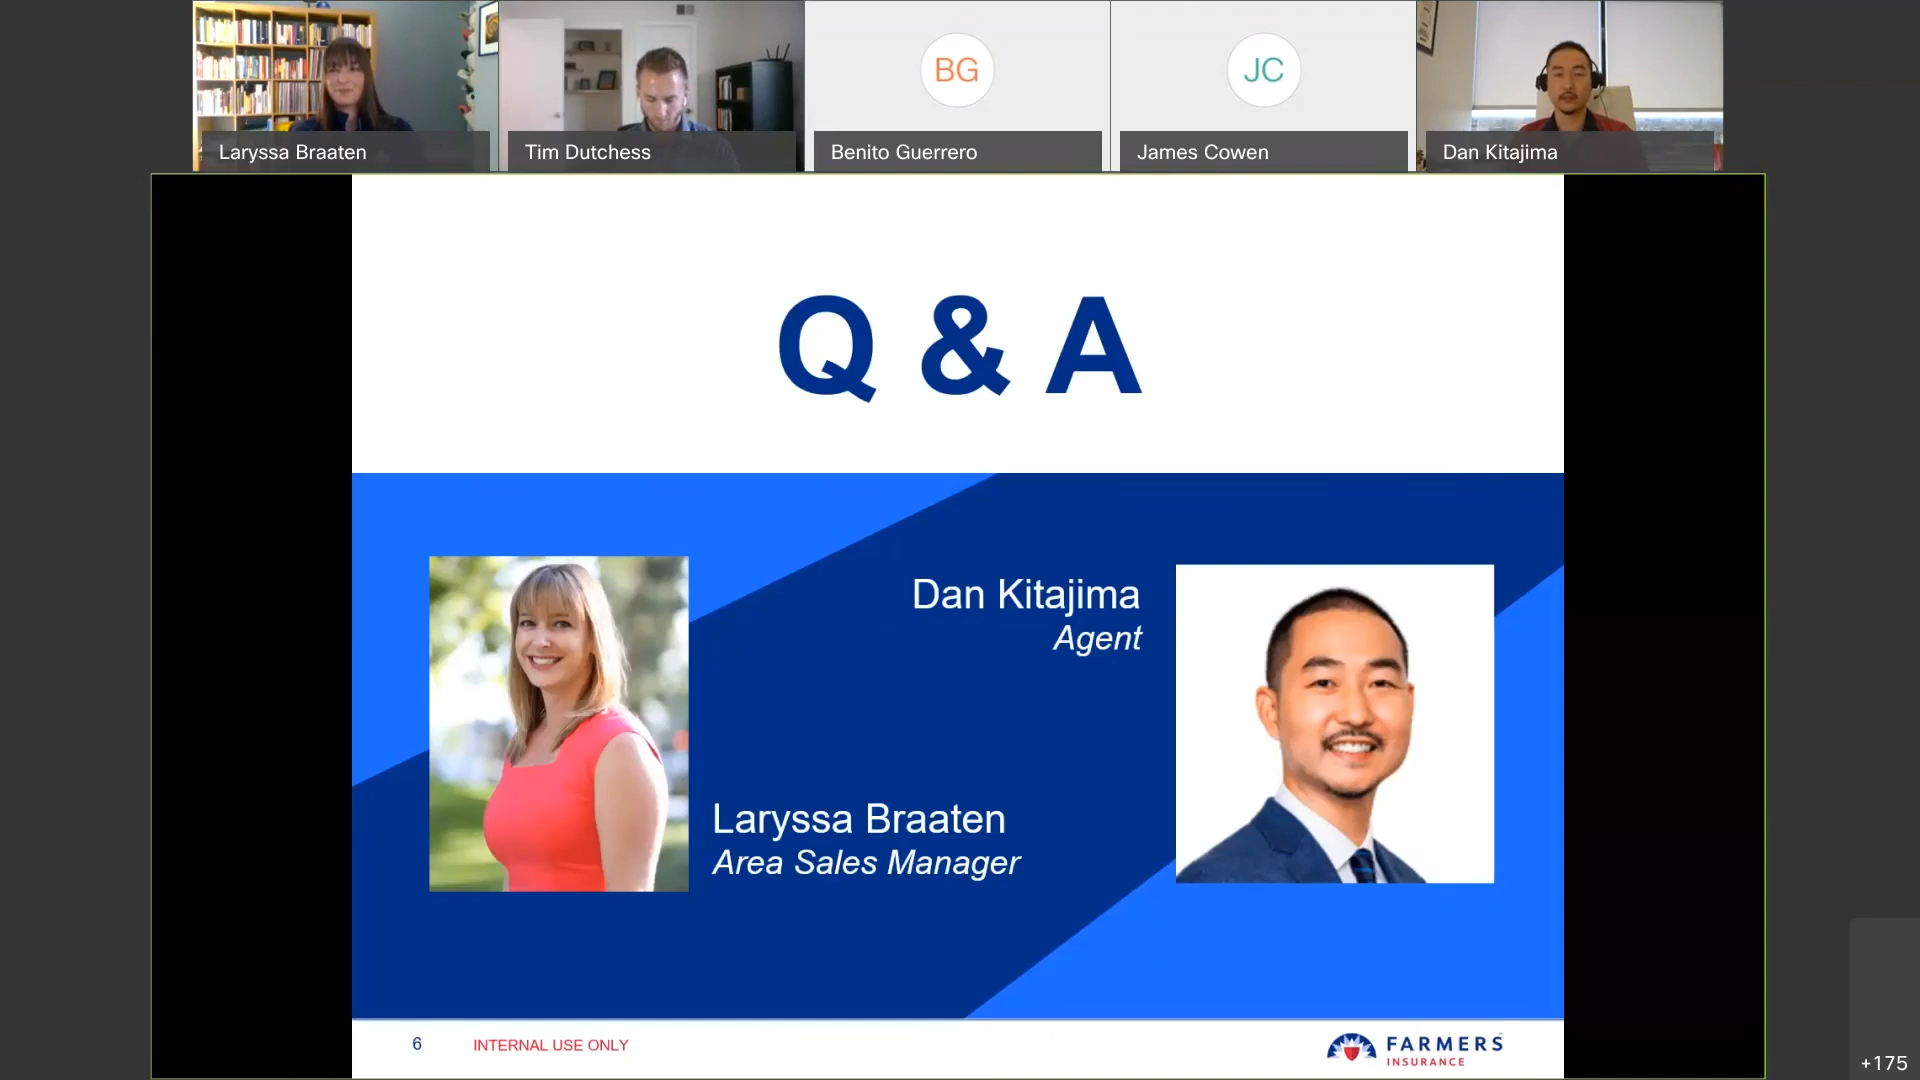 Laryssa Braaten
Tim Dutchess
BG
Benito Guerrero
JC
James Cowen
Dan Kitajima
Q & A
Dan Kitajima
Agent
Laryssa Braaten
Area Sales Manager
6
INTERNAL USE ONLY
FARMERS
INSURANCE
+175